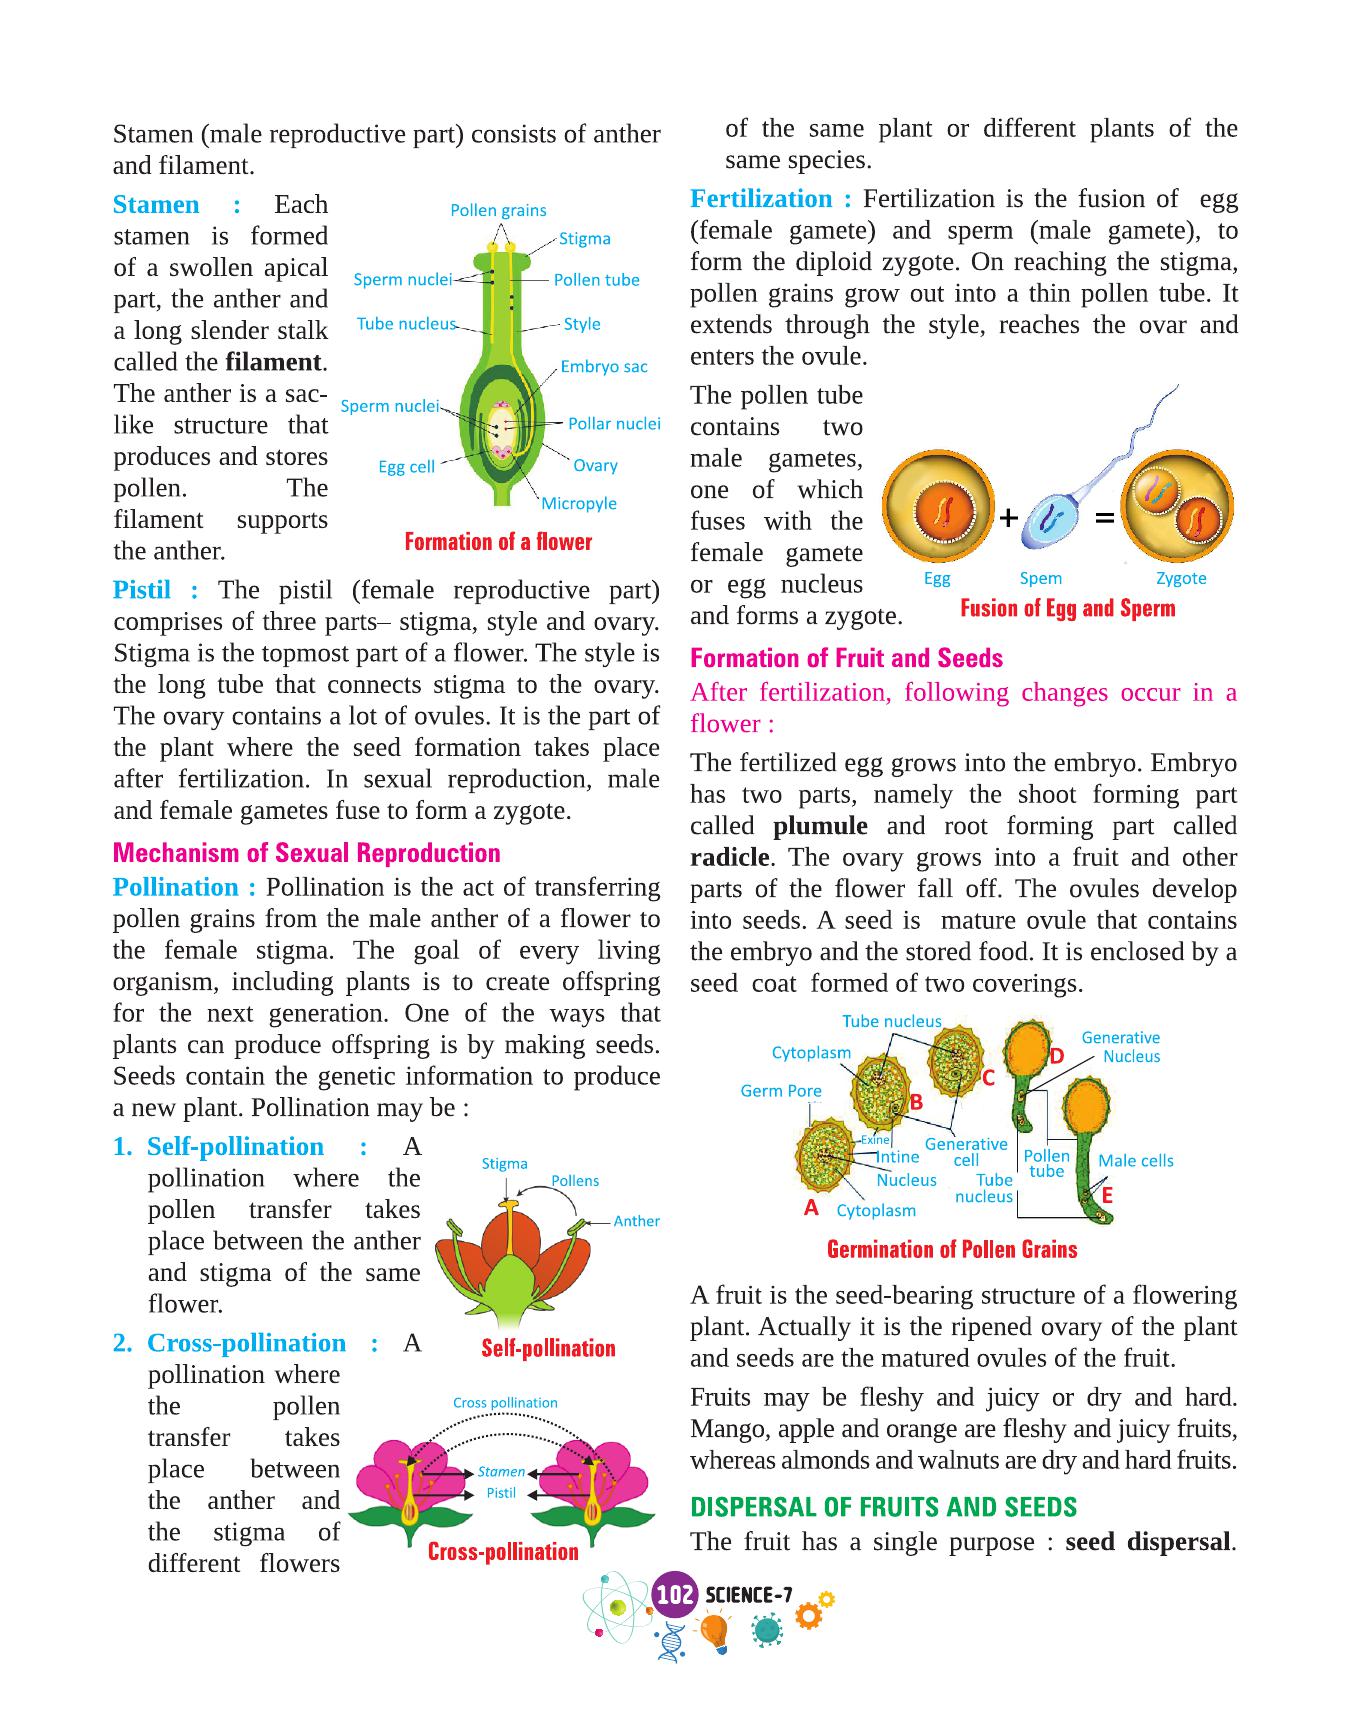 Stamen (male reproductive part) consists of anther
and filament.
Stamen : Each
stamen is formed
of a swollen apical
part, the anther and
a long slender stalk
called the filament.
The anther is a sac-
like structure that
produces and stores
pollen. The
filament supports
the anther.
Pollen grains
Stigma
Sperm nuclei
Pollen tube
Tube nucleus
Style
Embryo sac
Sperm nuclei
Pollar nuclei
Egg cell
Ovary
Micropyle
Formation of a flower
Pistil : The pistil (female reproductive part)
comprises of three parts– stigma, style and ovary.
Stigma is the topmost part of a flower. The style is
the long tube that connects stigma to the ovary.
The ovary contains a lot of ovules. It is the part of
the plant where the seed formation takes place
after fertilization. In sexual reproduction, male
and female gametes fuse to form a zygote.
Mechanism of Sexual Reproduction
Pollination : Pollination is the act of transferring
pollen grains from the male anther of a flower to
the female stigma. The goal of every living
organism, including plants is to create offspring
for the next generation. One of the ways that
plants can produce offspring is by making seeds.
Seeds contain the genetic information to produce
a new plant. Pollination may be :
1. Self-pollination : A
pollination where the
pollen transfer takes
place between the anther
and stigma of the same
flower.
Stigma
Pollens
Anther
Self-pollination
2. Cross-pollination : A
pollination where
the pollen
transfer takes
place between
the anther and
the stigma of
different flowers
Cross pollination
Stamen
Pistil
Cross-pollination
of the same plant or different plants of the
same species.
Fertilization : Fertilization is the fusion of egg
(female gamete) and sperm (male gamete), to
form the diploid zygote. On reaching the stigma,
pollen grains grow out into a thin pollen tube. It
extends through the style, reaches the ovar and
enters the ovule.
The pollen tube
contains two
male gametes,
one of which
fuses with the
female gamete
or egg nucleus
and forms a zygote.
+
=
Egg
Spem
Zygote
Fusion of Egg and Sperm
Formation of Fruit and Seeds
After fertilization, following changes occur in a
flower :
The fertilized egg grows into the embryo. Embryo
has two parts, namely the shoot forming part
called plumule and root forming part called
radicle. The ovary grows into a fruit and other
parts of the flower fall off. The ovules develop
into seeds. A seed is mature ovule that contains
the embryo and the stored food. It is enclosed by a
seed coat formed of two coverings.
Tube nucleus
Cytoplasm
Germ Pore
Generative
Nucleus
D
C
B
Exine
Intine
Generative
cell
Nucleus
Pollen
tube
Male cells
Tube
nucleus
A
Cytoplasm
E
Germination of Pollen Grains
A fruit is the seed-bearing structure of a flowering
plant. Actually it is the ripened ovary of the plant
and seeds are the matured ovules of the fruit.
Fruits may be fleshy and juicy or dry and hard.
Mango, apple and orange are fleshy and juicy fruits,
whereas almonds and walnuts are dry and hard fruits.
DISPERSAL OF FRUITS AND SEEDS
The fruit has a single purpose : seed dispersal.
102 SCIENCE-7